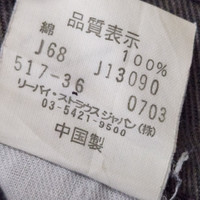 品質表示
綿 100%
J68 J13090
517-36 0703
リーバイ・ストラウス ジャパン(株)
03-5421-9500
中国製